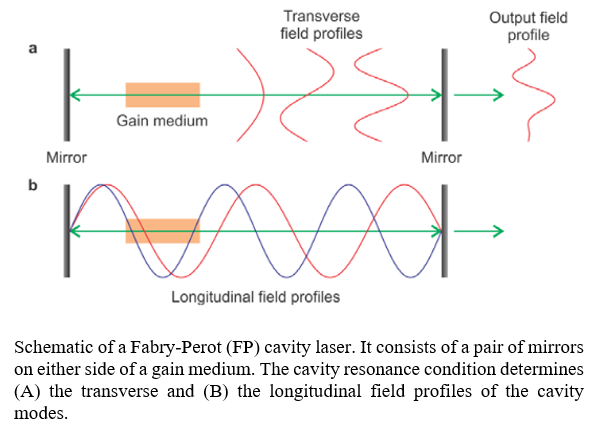 Transverse
field profiles
Output field
profile
a
Gain medium
Mirror
Mirror
b
Longitudinal field profiles
Schematic of a Fabry-Perot (FP) cavity laser. It consists of a pair of mirrors
on either side of a gain medium. The cavity resonance condition determines
(A) the transverse and (B) the longitudinal field profiles of the cavity
modes.